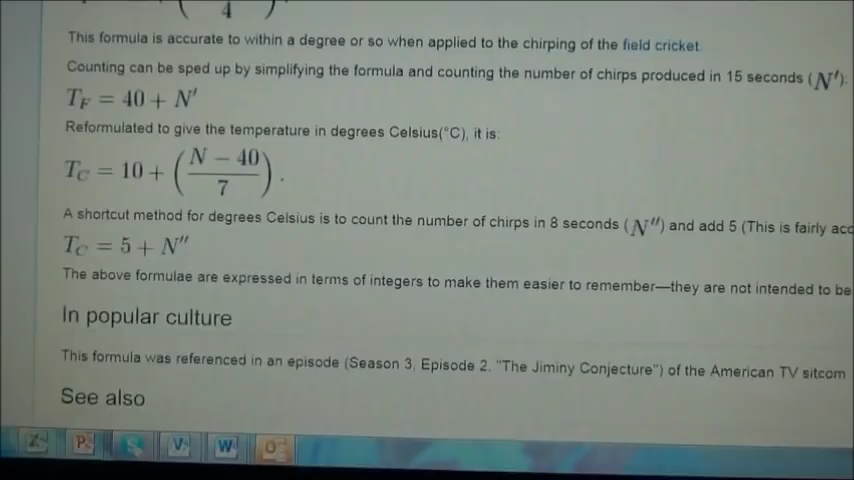 4
This formula is accurate to within a degree or so when applied to the chirping of the field cricket.
Counting can be sped up by simplifying the formula and counting the number of chirps produced in 15 seconds (N′):
T_F = 40 + N′
Reformulated to give the temperature in degrees Celsius(°C), it is:
T_C = 10 + ((N − 40)/7).
A shortcut method for degrees Celsius is to count the number of chirps in 8 seconds (N″) and add 5 (This is fairly acc
T_C = 5 + N″
The above formulae are expressed in terms of integers to make them easier to remember—they are not intended to be
In popular culture
This formula was referenced in an episode (Season 3, Episode 2, "The Jiminy Conjecture") of the American TV sitcom
See also
X P S V W O